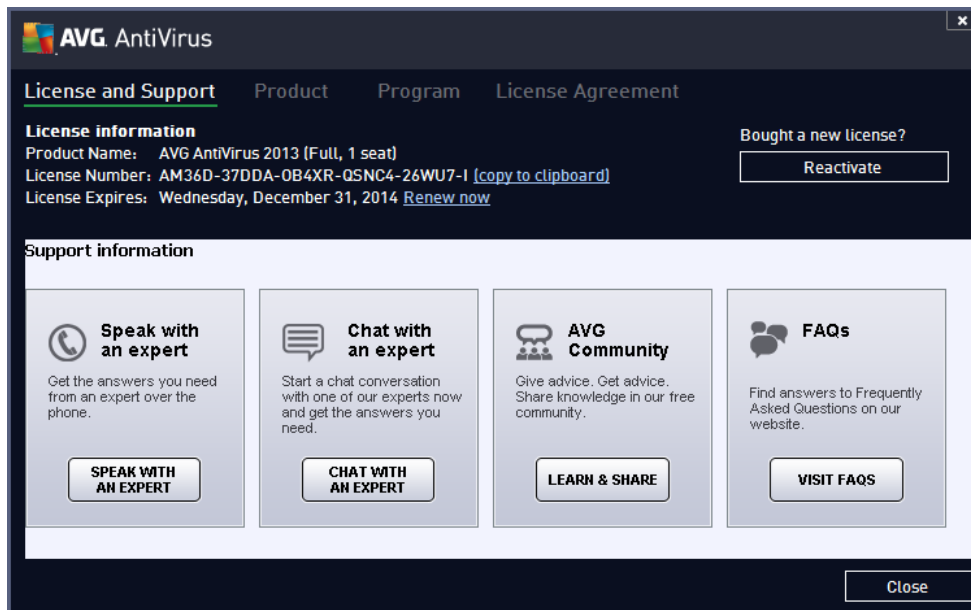 AVG. AntiVirus
License and Support Product Program License Agreement
License information
Product Name: AVG AntiVirus 2013 (Full, 1 seat)
License Number: AM36D-37DDA-0B4XR-QSNC4-26WU7-I (copy to clipboard)
License Expires: Wednesday, December 31, 2014 Renew now
Bought a new license?
Reactivate
Support information
Speak with
an expert
Get the answers you need
from an expert over the
phone.
SPEAK WITH
AN EXPERT
Chat with
an expert
Start a chat conversation
with one of our experts now
and get the answers you
need.
CHAT WITH
AN EXPERT
AVG
Community
Give advice. Get advice.
Share knowledge in our free
community.
LEARN & SHARE
FAQs
Find answers to Frequently
Asked Questions on our
website.
VISIT FAQS
Close